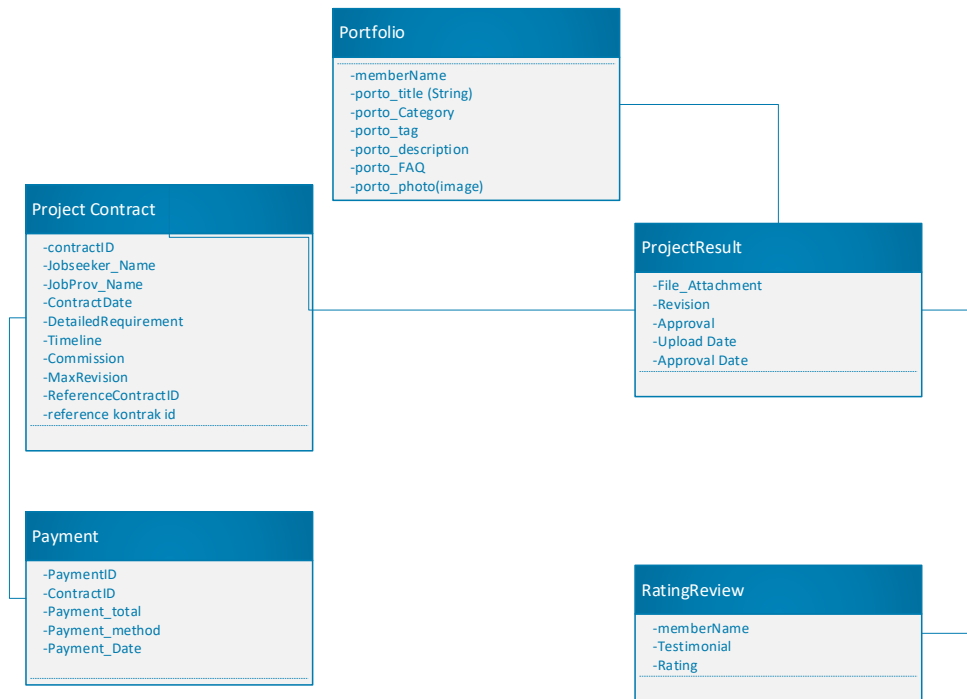 Portfolio
-memberName
-porto_title (String)
-porto_Category
-porto_tag
-porto_description
-porto_FAQ
-porto_photo(image)
Project Contract
-contractID
-Jobseeker_Name
-JobProv_Name
-ContractDate
-DetailedRequirement
-Timeline
-Commission
-MaxRevision
-ReferenceContractID
-reference kontrak id
ProjectResult
-File_Attachment
-Revision
-Approval
-Upload Date
-Approval Date
Payment
-PaymentID
-ContractID
-Payment_total
-Payment_method
-Payment_Date
RatingReview
-memberName
-Testimonial
-Rating